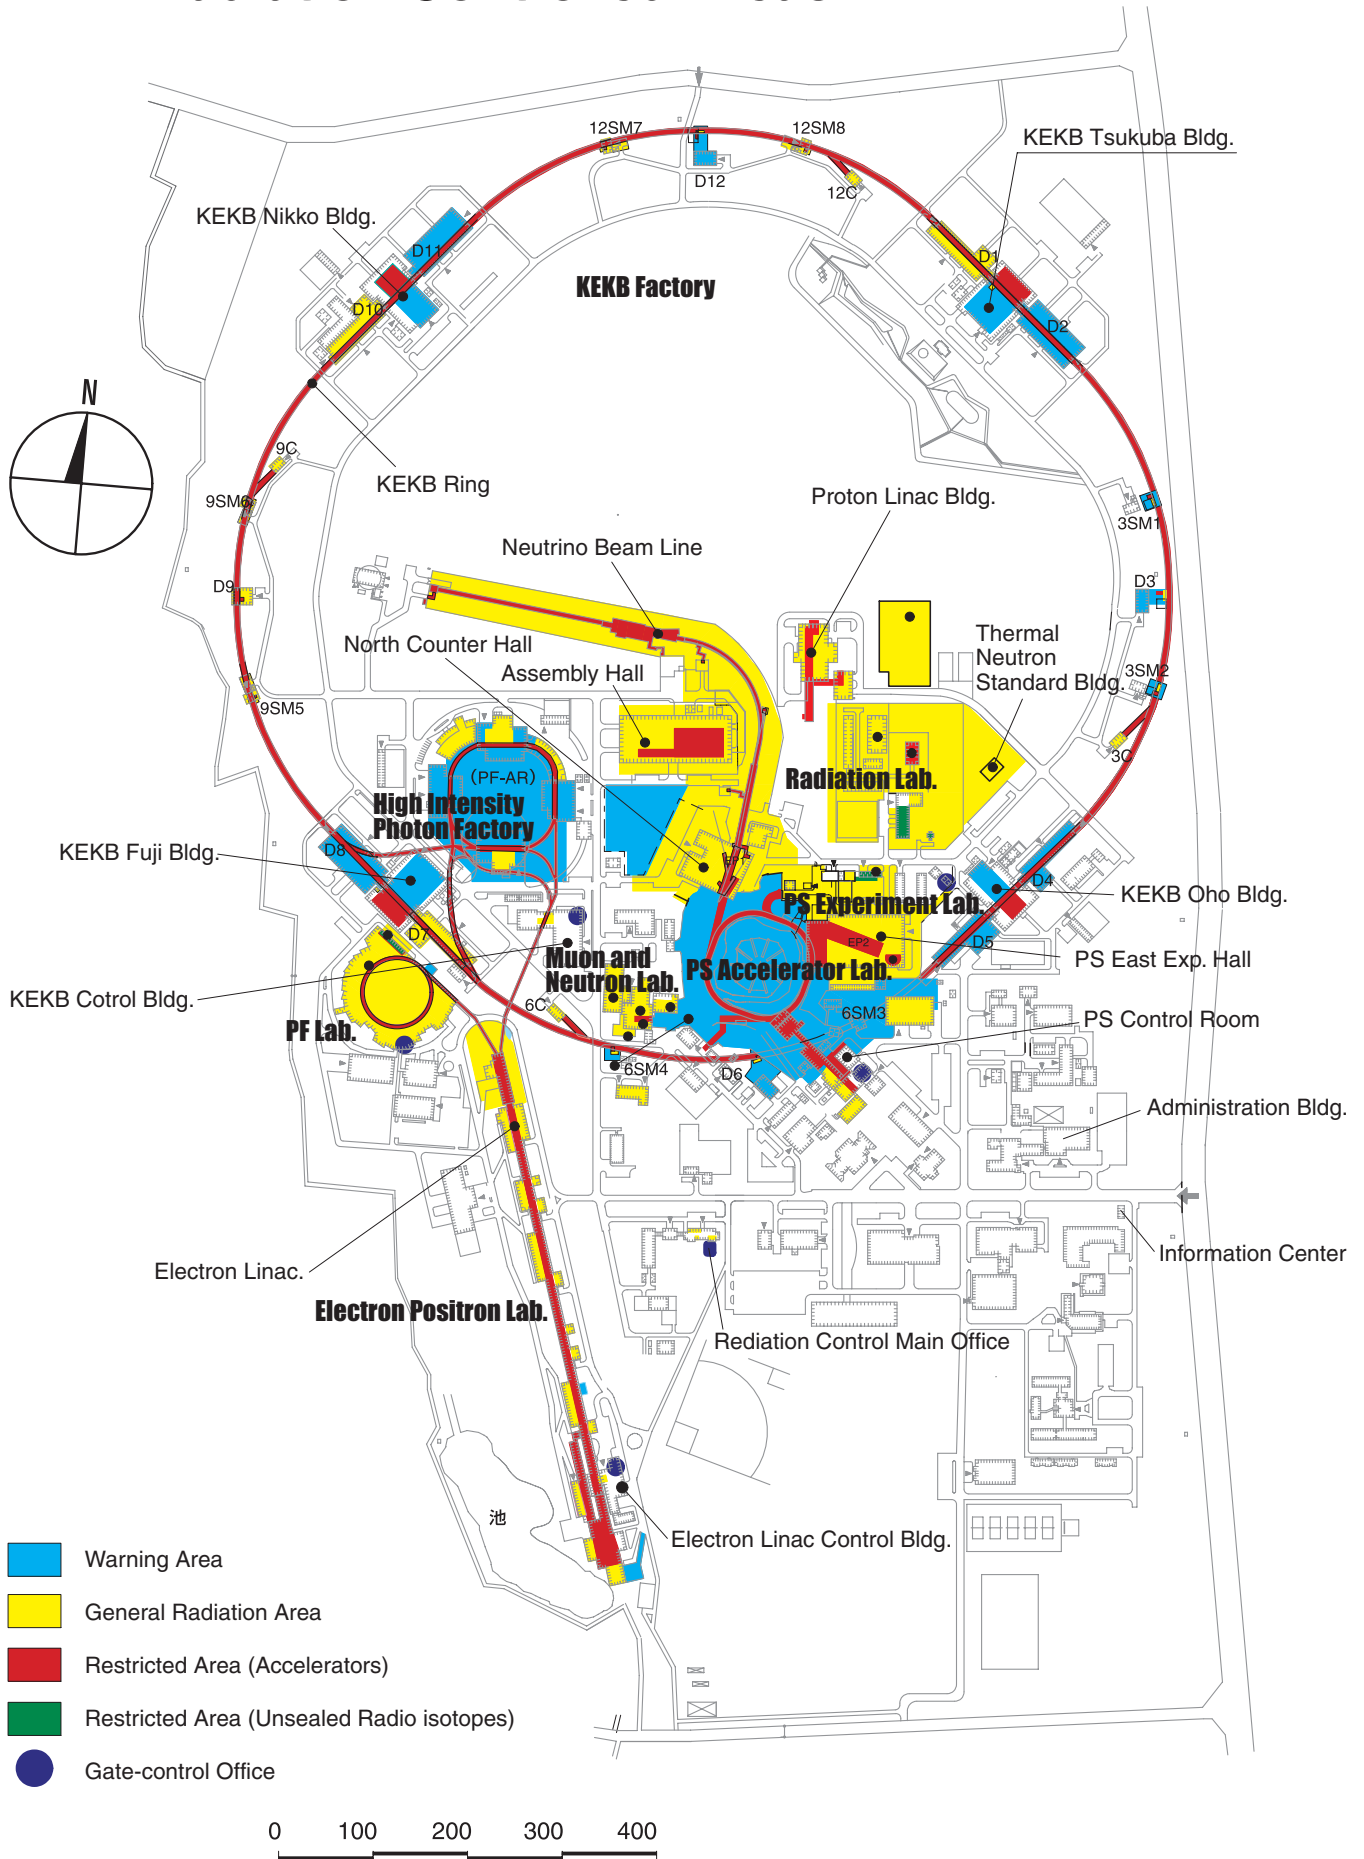 12SM7
12SM8
KEKB Tsukuba Bldg.
D12
12C
KEKB Nikko Bldg.
D11
D1
KEKB Factory
D10
D2
N
9C
KEKB Ring
9SM6
Proton Linac Bldg.
3SM1
Neutrino Beam Line
D9
D3
North Counter Hall
Thermal
Neutron
Standard Bldg.
Assembly Hall
3SM2
9SM5
3C
(PF-AR)
Radiation Lab.
High Intensity
Photon Factory
KEKB Fuji Bldg.
D8
D4
KEKB Oho Bldg.
PS Experiment Lab.
D7
EP2
D5
PS East Exp. Hall
Muon and
Neutron Lab.
PS Accelerator Lab.
KEKB Cotrol Bldg.
6C
6SM3
PS Control Room
PF Lab.
6SM4
D6
Administration Bldg.
Information Center
Electron Linac.
Electron Positron Lab.
Rediation Control Main Office
池
Electron Linac Control Bldg.
Warning Area
General Radiation Area
Restricted Area (Accelerators)
Restricted Area (Unsealed Radio isotopes)
Gate-control Office
0 100 200 300 400